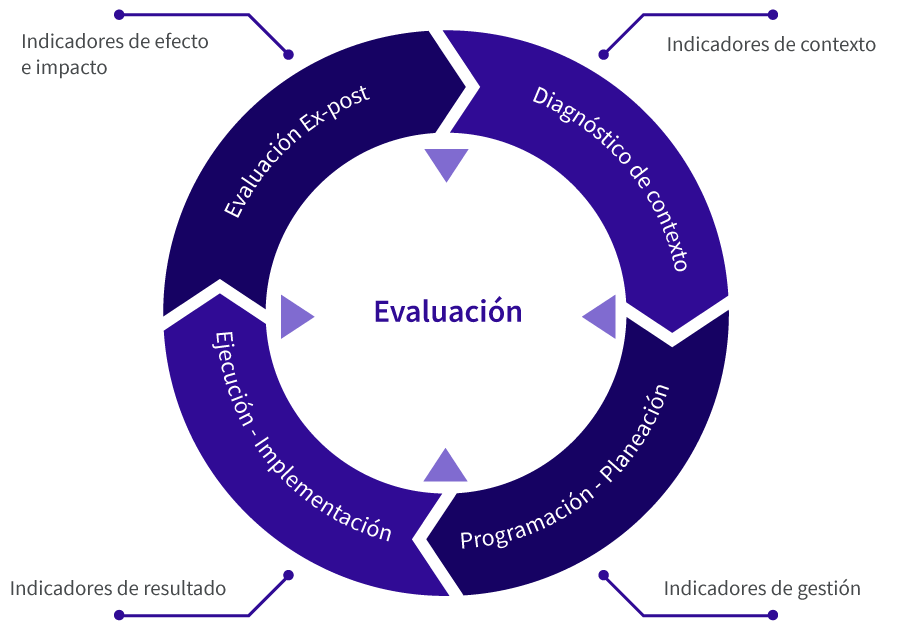 Indicadores de efecto
e impacto
Indicadores de contexto
Evaluación Ex-post
Diagnóstico de contexto
Evaluación
Ejecución - Implementación
Programación - Planeación
Indicadores de resultado
Indicadores de gestión